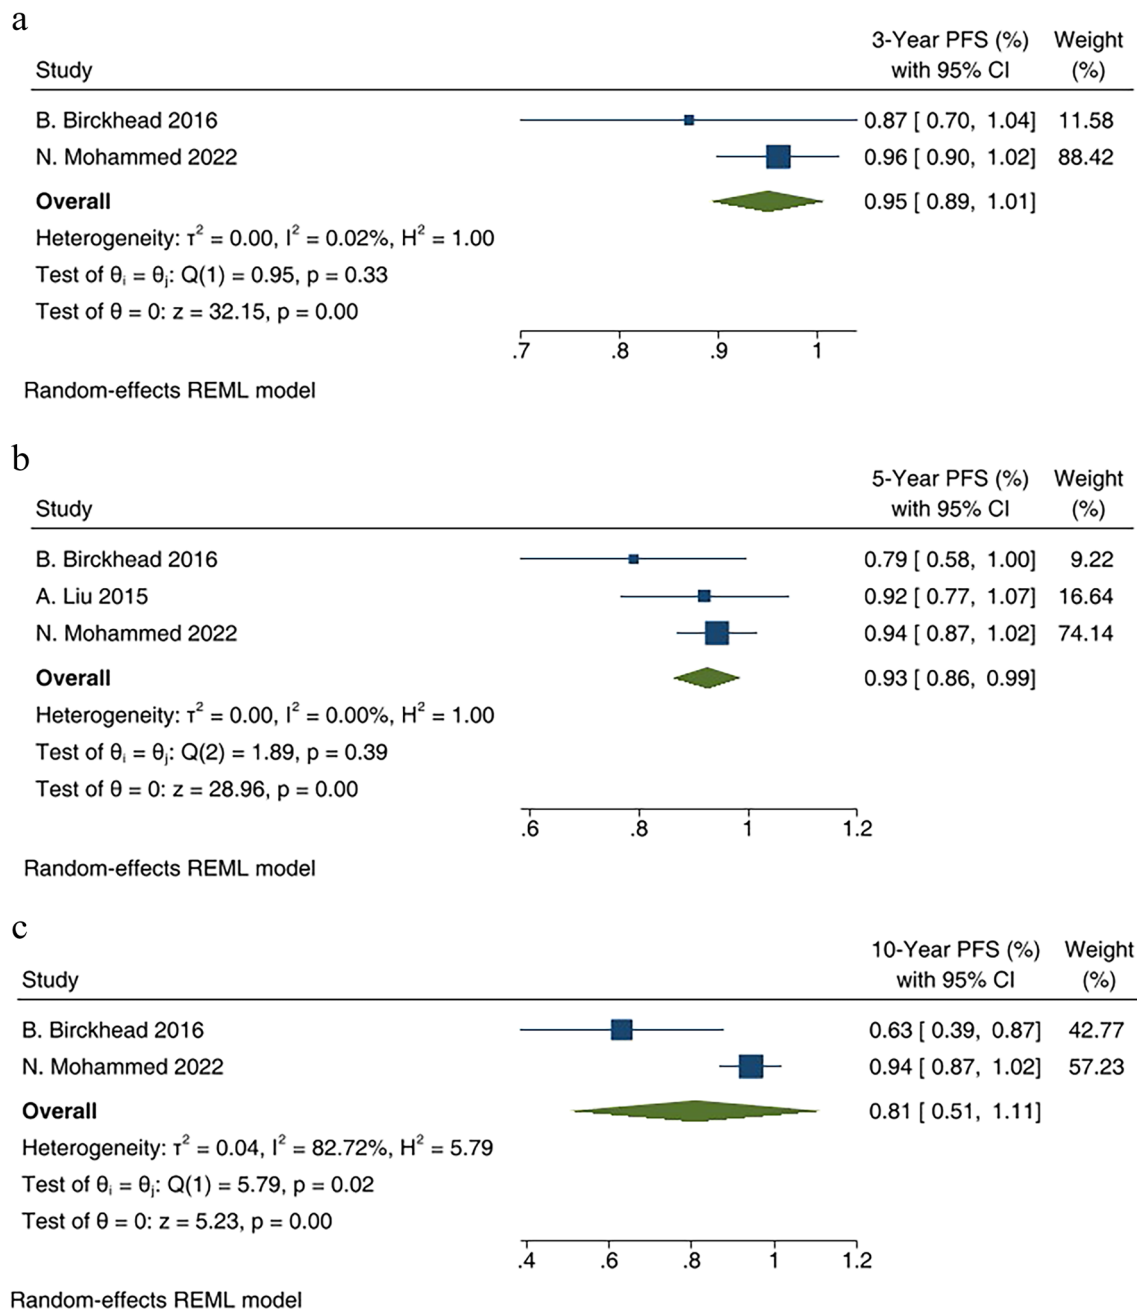 a
3-Year PFS (%) Weight
Study with 95% CI (%)
B. Birckhead 2016 0.87 [ 0.70, 1.04] 11.58
N. Mohammed 2022 0.96 [ 0.90, 1.02] 88.42
Overall 0.95 [ 0.89, 1.01]
Heterogeneity: τ² = 0.00, I² = 0.02%, H² = 1.00
Test of θᵢ = θⱼ: Q(1) = 0.95, p = 0.33
Test of θ = 0: z = 32.15, p = 0.00
.7 .8 .9 1
Random-effects REML model
b
5-Year PFS (%) Weight
Study with 95% CI (%)
B. Birckhead 2016 0.79 [ 0.58, 1.00] 9.22
A. Liu 2015 0.92 [ 0.77, 1.07] 16.64
N. Mohammed 2022 0.94 [ 0.87, 1.02] 74.14
Overall 0.93 [ 0.86, 0.99]
Heterogeneity: τ² = 0.00, I² = 0.00%, H² = 1.00
Test of θᵢ = θⱼ: Q(2) = 1.89, p = 0.39
Test of θ = 0: z = 28.96, p = 0.00
.6 .8 1 1.2
Random-effects REML model
c
10-Year PFS (%) Weight
Study with 95% CI (%)
B. Birckhead 2016 0.63 [ 0.39, 0.87] 42.77
N. Mohammed 2022 0.94 [ 0.87, 1.02] 57.23
Overall 0.81 [ 0.51, 1.11]
Heterogeneity: τ² = 0.04, I² = 82.72%, H² = 5.79
Test of θᵢ = θⱼ: Q(1) = 5.79, p = 0.02
Test of θ = 0: z = 5.23, p = 0.00
.4 .6 .8 1 1.2
Random-effects REML model